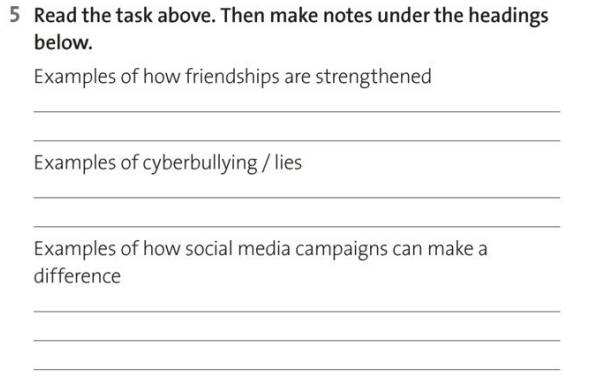 5 Read the task above. Then make notes under the headings
below.
Examples of how friendships are strengthened
Examples of cyberbullying / lies
Examples of how social media campaigns can make a
difference